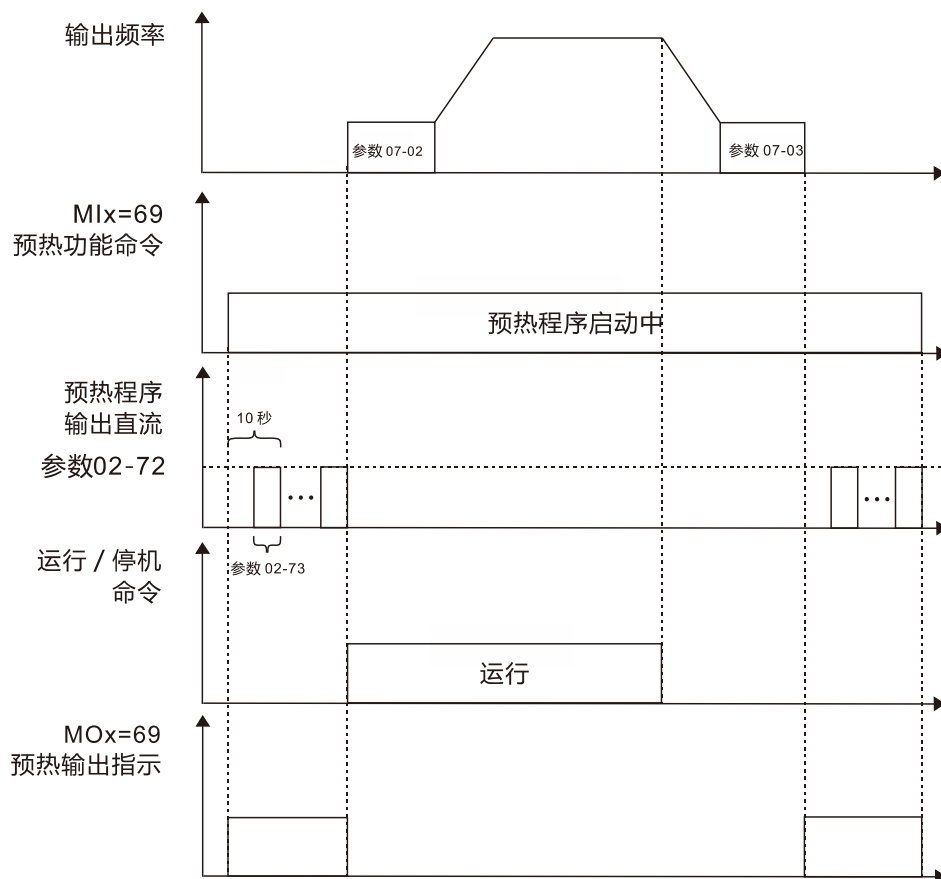 输出频率
参数 07-02
参数 07-03
MIx=69
预热功能命令
预热程序启动中
预热程序
输出直流
10 秒
参数02-72
参数 02-73
运行 / 停机
命令
运行
MOx=69
预热输出指示